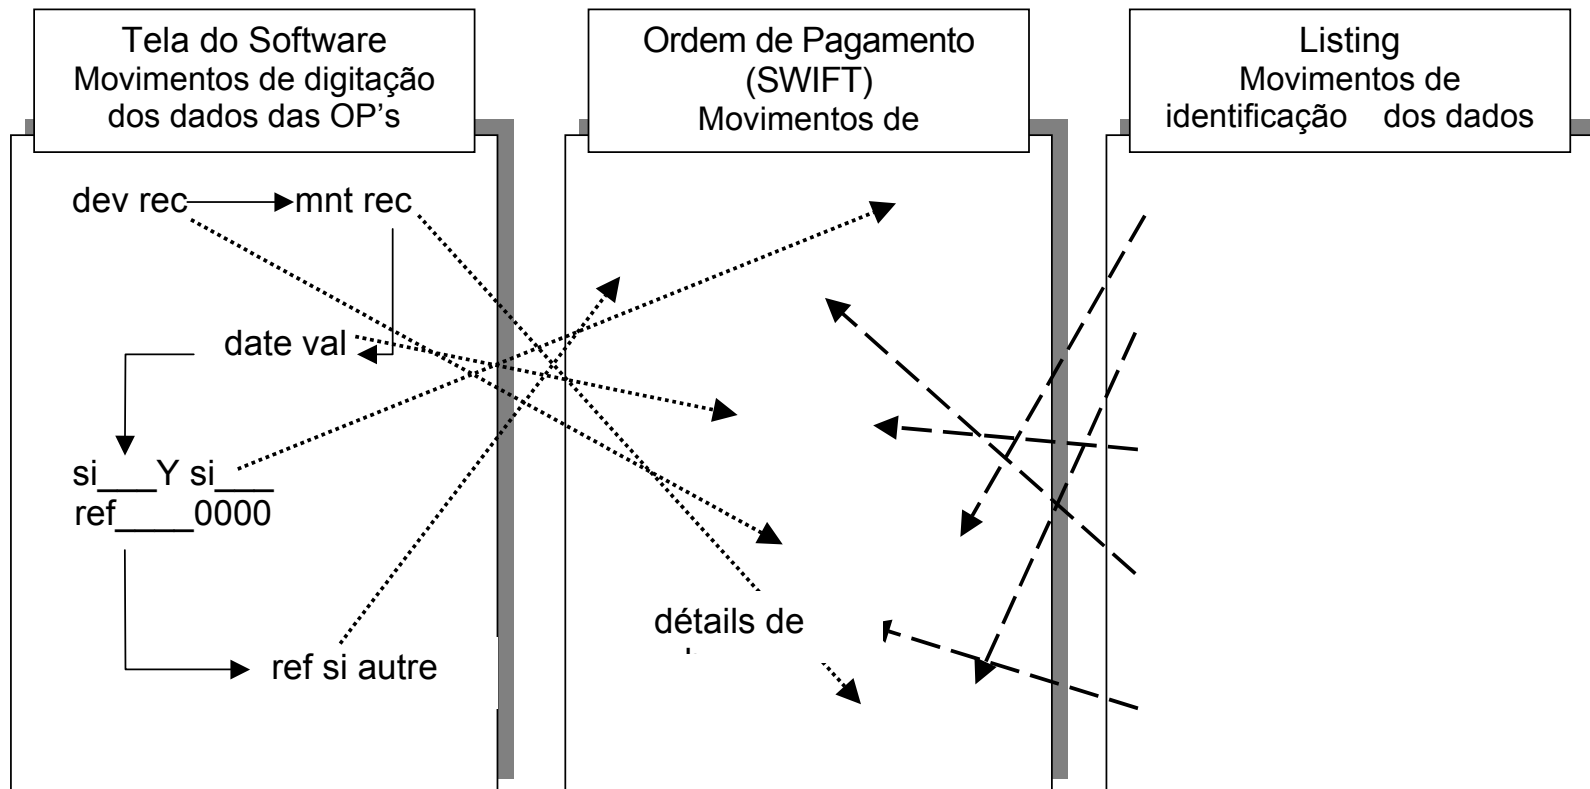 Tela do Software
Movimentos de digitação
dos dados das OP's
Ordem de Pagamento
(SWIFT)
Movimentos de
Listing
Movimentos de
identificação dos dados
dev rec
mnt rec
date val
si___Y si___
ref____0000
ref si autre
détails de